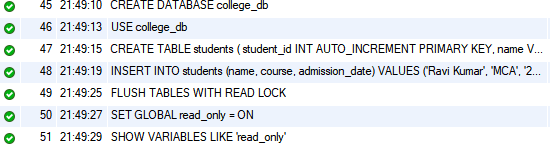 45 21:49:10 CREATE DATABASE college_db
46 21:49:13 USE college_db
47 21:49:15 CREATE TABLE students ( student_id INT AUTO_INCREMENT PRIMARY KEY, name V...
48 21:49:19 INSERT INTO students (name, course, admission_date) VALUES ('Ravi Kumar', 'MCA', '2...
49 21:49:25 FLUSH TABLES WITH READ LOCK
50 21:49:27 SET GLOBAL read_only = ON
51 21:49:29 SHOW VARIABLES LIKE 'read_only'